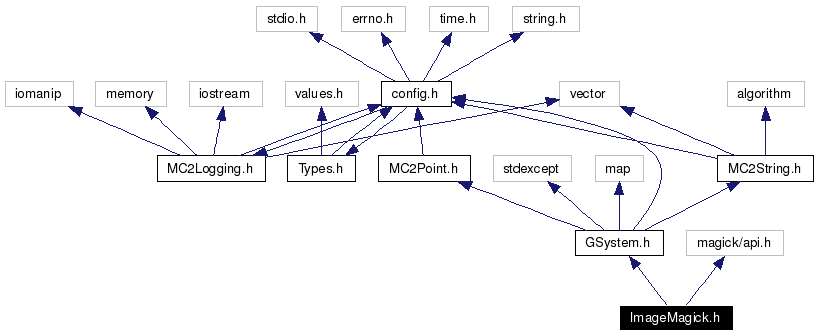 stdio.h
errno.h
time.h
string.h
iomanip
memory
iostream
values.h
config.h
vector
algorithm
MC2Logging.h
Types.h
MC2Point.h
stdexcept
map
MC2String.h
GSystem.h
magick/api.h
ImageMagick.h